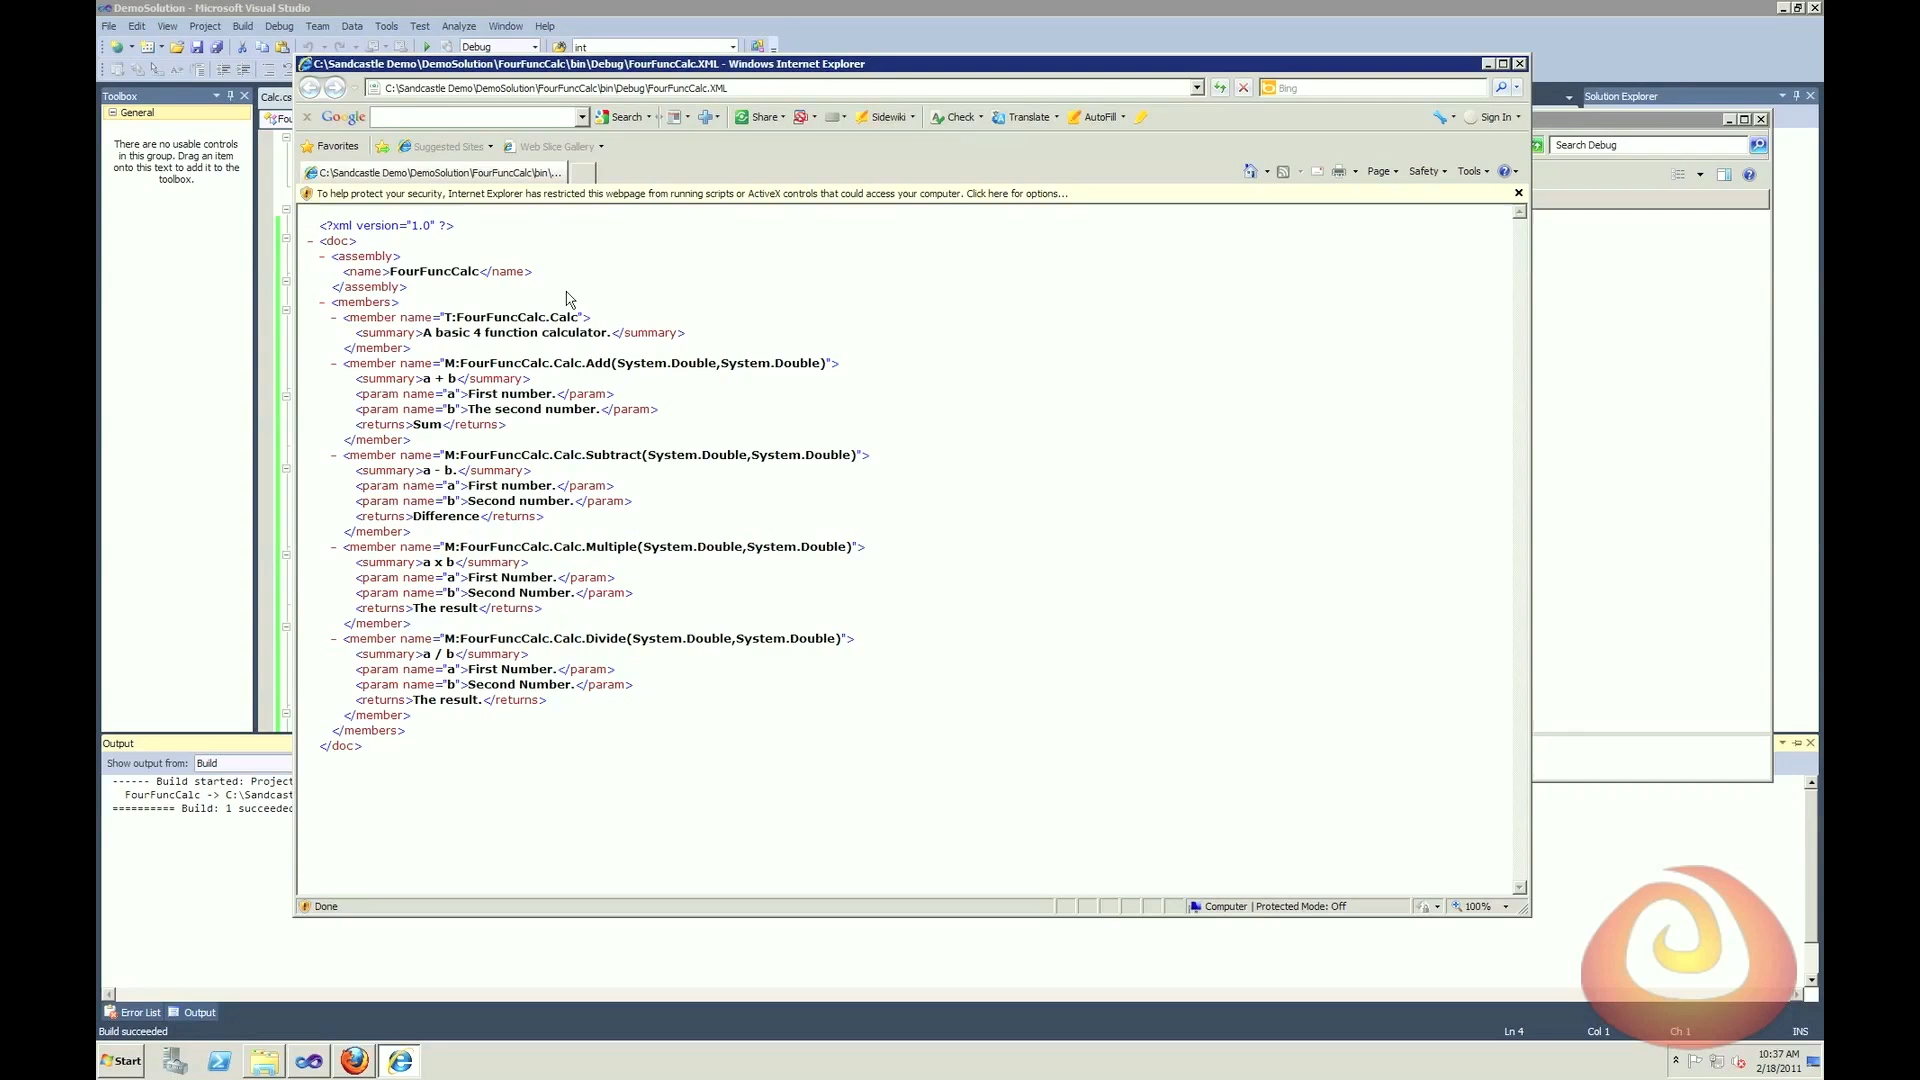 DemoSolution - Microsoft Visual Studio
File Edit View Project Build Debug Team Data Tools Test Analyze Window Help
Debug int
C:\Sandcastle Demo\DemoSolution\FourFuncCalc\bin\Debug\FourFuncCalc.XML - Windows Internet Explorer
C:\Sandcastle Demo\DemoSolution\FourFuncCalc\bin\Debug\FourFuncCalc.XML
Bing
Toolbox
Calc.cs
Solution Explorer
General
Fou
Google Search Share Sidewiki Check Translate AutoFill Sign In
There are no usable controls
in this group. Drag an item
onto this text to add it to the
toolbox.
Search Debug
Favorites Suggested Sites Web Slice Gallery
C:\Sandcastle Demo\DemoSolution\FourFuncCalc\bin\... Page Safety Tools
To help protect your security, Internet Explorer has restricted this webpage from running scripts or ActiveX controls that could access your computer. Click here for options...
<?xml version="1.0" ?>
- <doc>
- <assembly>
<name>FourFuncCalc</name>
</assembly>
- <members>
- <member name="T:FourFuncCalc.Calc">
<summary>A basic 4 function calculator.</summary>
</member>
- <member name="M:FourFuncCalc.Calc.Add(System.Double,System.Double)">
<summary>a + b</summary>
<param name="a">First number.</param>
<param name="b">The second number.</param>
<returns>Sum</returns>
</member>
- <member name="M:FourFuncCalc.Calc.Subtract(System.Double,System.Double)">
<summary>a - b.</summary>
<param name="a">First number.</param>
<param name="b">Second number.</param>
<returns>Difference</returns>
</member>
- <member name="M:FourFuncCalc.Calc.Multiple(System.Double,System.Double)">
<summary>a x b</summary>
<param name="a">First Number.</param>
<param name="b">Second Number.</param>
<returns>The result</returns>
</member>
- <member name="M:FourFuncCalc.Calc.Divide(System.Double,System.Double)">
<summary>a / b</summary>
<param name="a">First Number.</param>
<param name="b">Second Number.</param>
<returns>The result.</returns>
</member>
</members>
</doc>
Output
Show output from: Build
------ Build started: Project
FourFuncCalc -> C:\Sandcast
========== Build: 1 succeeded
Done Computer | Protected Mode: Off 100%
Error List Output
Build succeeded Ln 4 Col 1 Ch 1 INS
Start
10:37 AM
2/18/2011